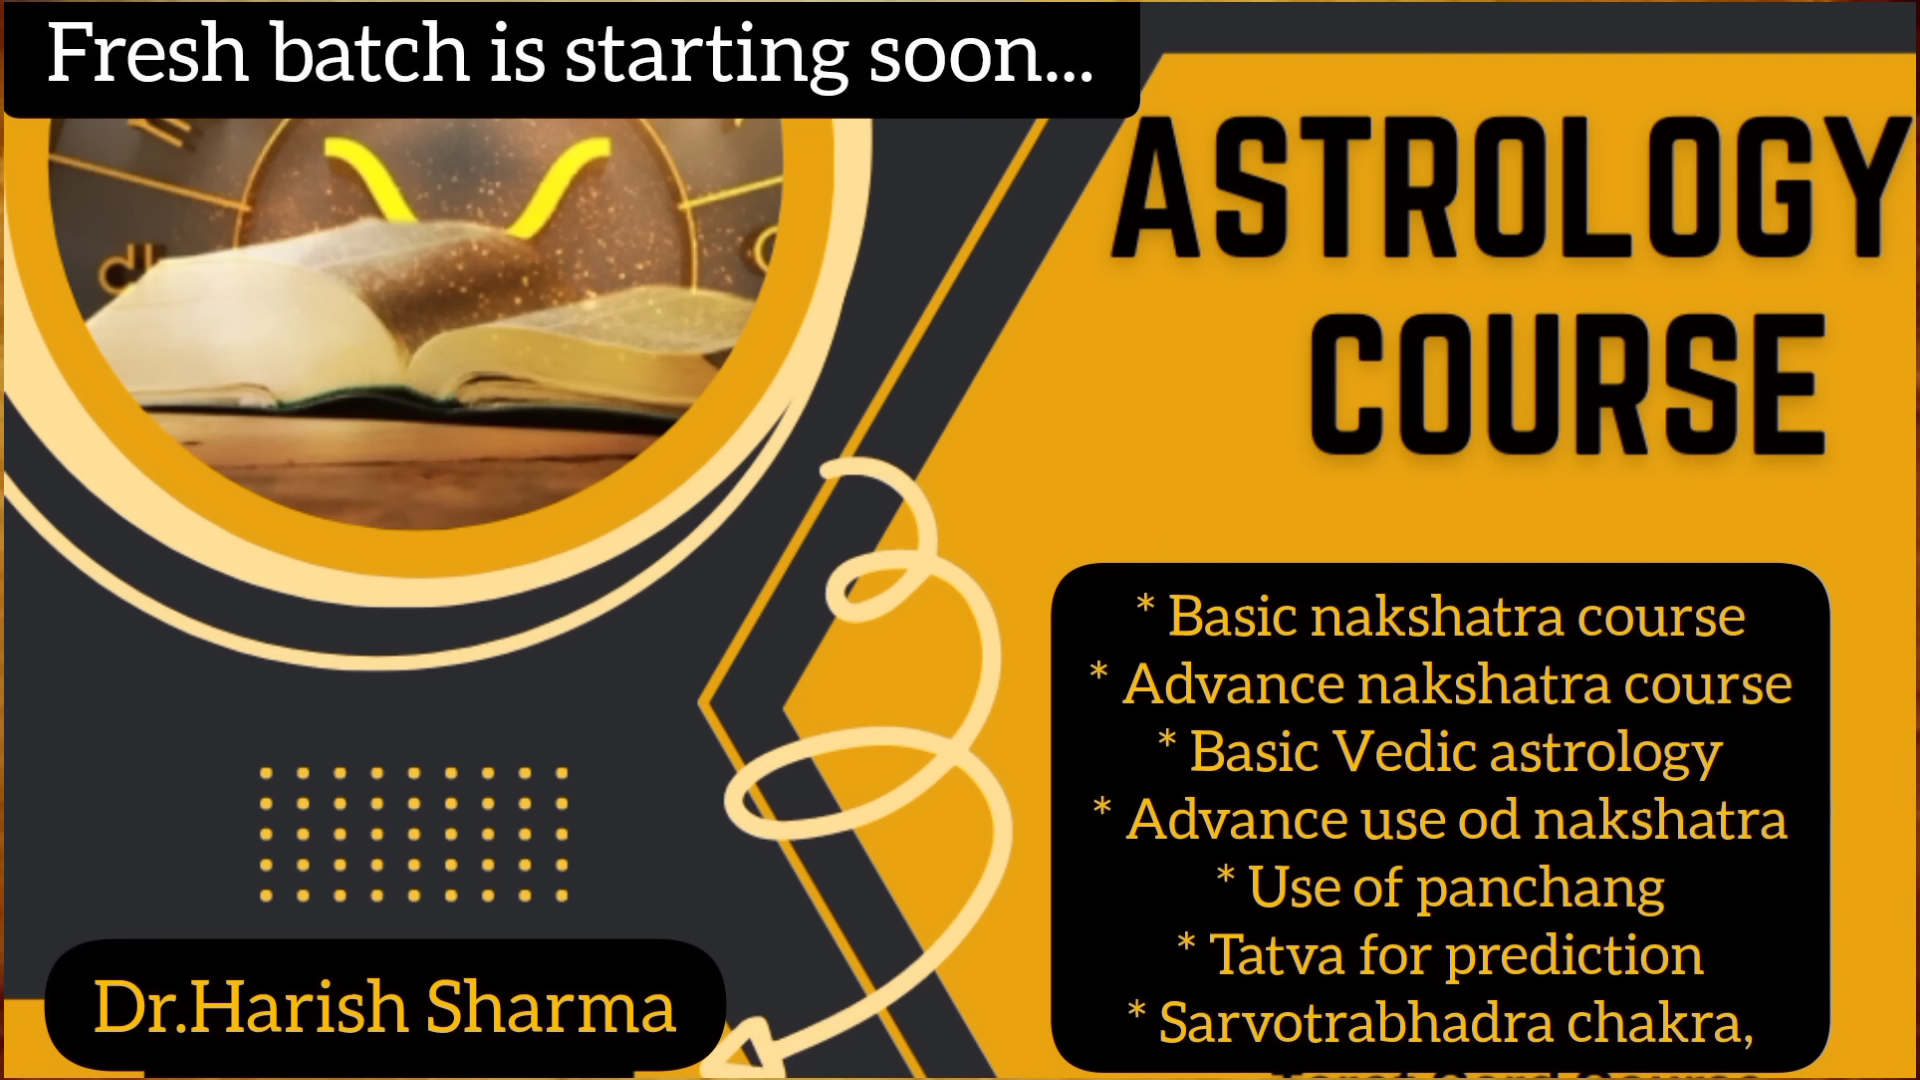 Fresh batch is starting soon...
ASTROLOGY
COURSE
* Basic nakshatra course
* Advance nakshatra course
* Basic Vedic astrology
* Advance use od nakshatra
* Use of panchang
* Tatva for prediction
* Sarvotrabhadra chakra,
Dr.Harish Sharma